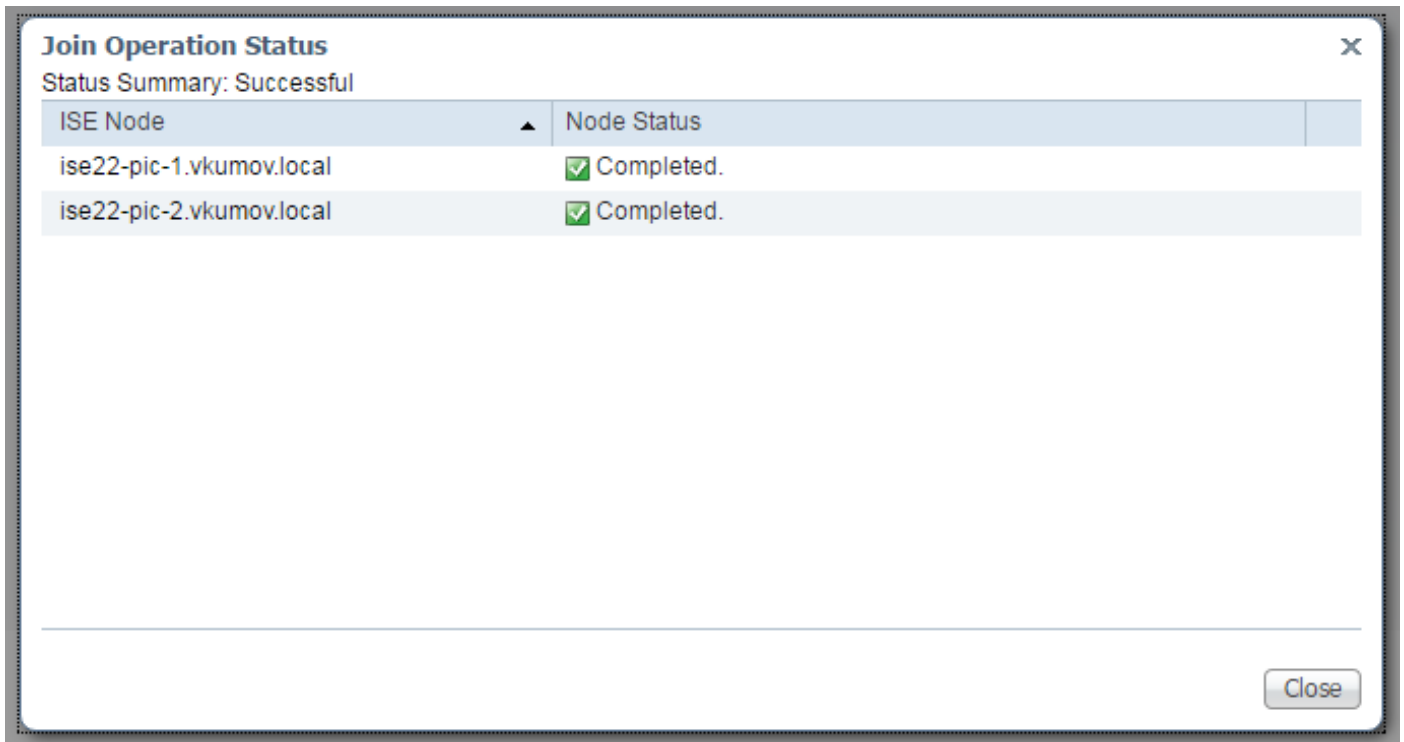 Join Operation Status
Status Summary: Successful
ISE Node Node Status
ise22-pic-1.vkumov.local Completed.
ise22-pic-2.vkumov.local Completed.
Close